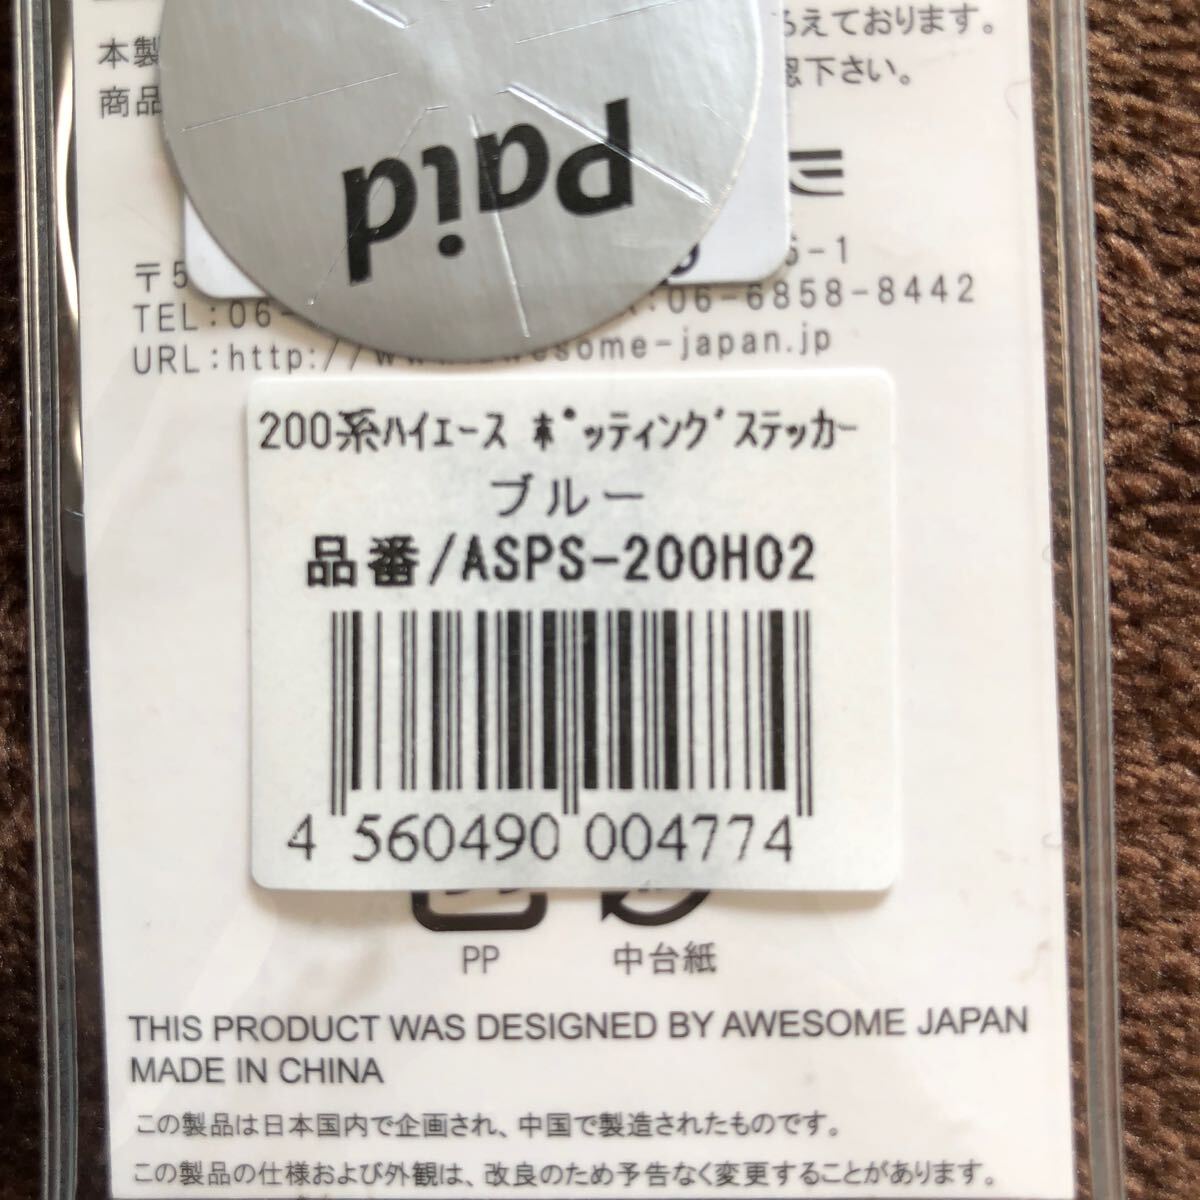 ろえております。
本製
認下さい。
商品
Paid
〒5
5-1
TEL:06-
:06-6858-8442
URL:http://www.awesome-japan.jp
200系ハイエース ポッティングステッカー
ブルー
品番/ASPS-200H02
4 560490 004774
PP 中台紙
THIS PRODUCT WAS DESIGNED BY AWESOME JAPAN
MADE IN CHINA
この製品は日本国内で企画され、中国で製造されたものです。
この製品の仕様および外観は、改良のため予告なく変更することがあります。